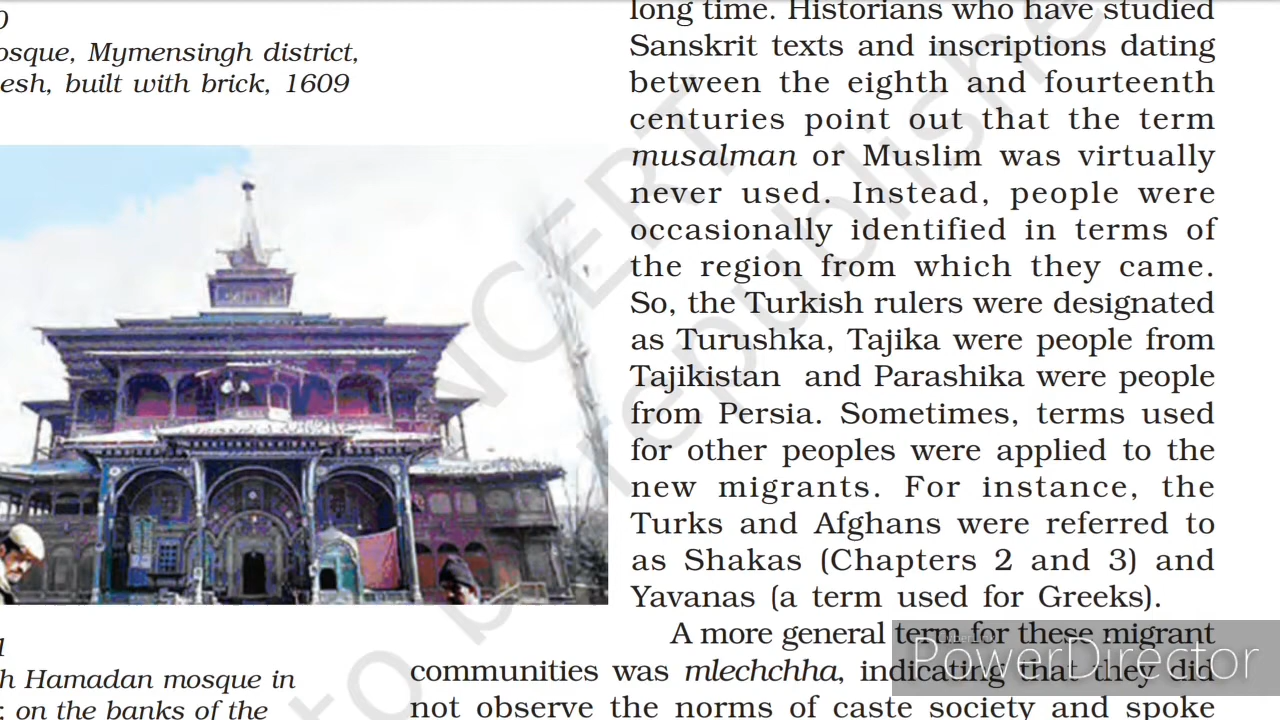 0
osque, Mymensingh district,
esh, built with brick, 1609
long time. Historians who have studied
Sanskrit texts and inscriptions dating
between the eighth and fourteenth
centuries point out that the term
musalman or Muslim was virtually
never used. Instead, people were
occasionally identified in terms of
the region from which they came.
So, the Turkish rulers were designated
as Turushka, Tajika were people from
Tajikistan and Parashika were people
from Persia. Sometimes, terms used
for other peoples were applied to the
new migrants. For instance, the
Turks and Afghans were referred to
as Shakas (Chapters 2 and 3) and
Yavanas (a term used for Greeks).
A more general term for these migrant
communities was mlechchha, indicating that they did
not observe the norms of caste society and spoke
h Hamadan mosque in
: on the banks of the
NCERT
to be republishe
CyberLink
PowerDirector